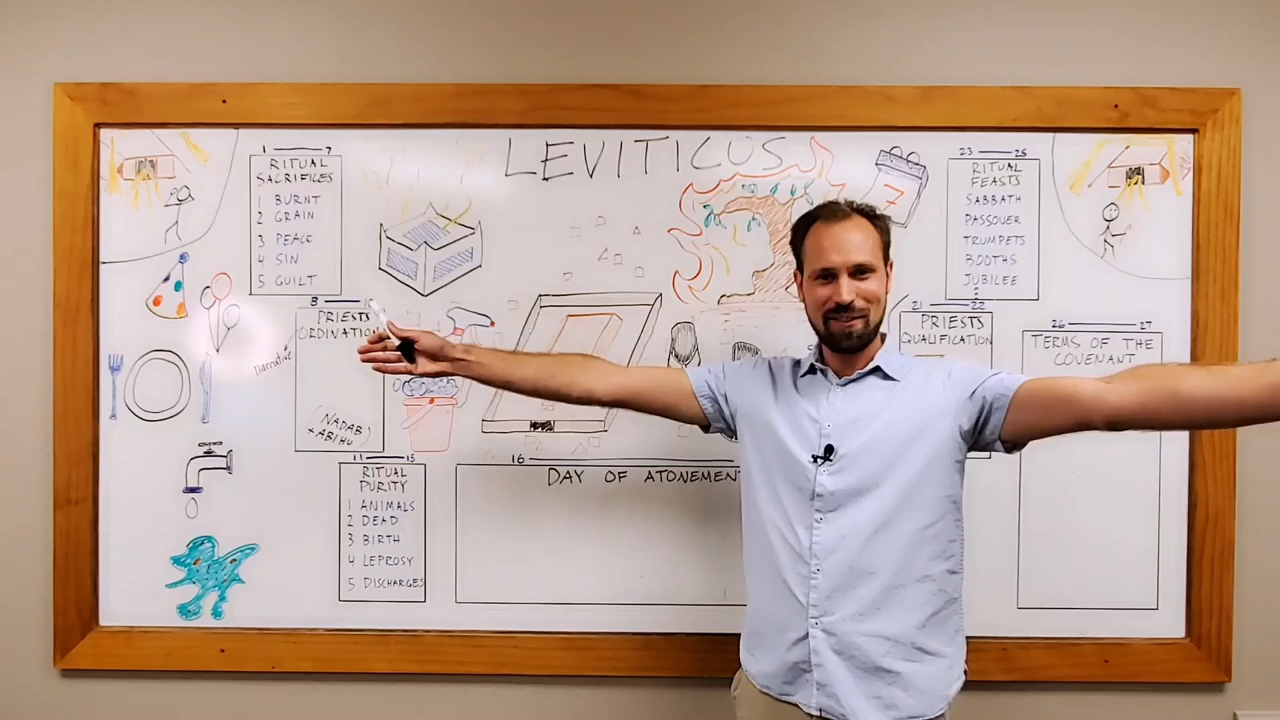 LEVITICUS
1 7
RITUAL
SACRIFICES
1 BURNT
2 GRAIN
3 PEACE
4 SIN
5 GUILT
8 10
PRIESTS
ORDINATION
Narrative
(NADAB)
+ ABIHU
11 15
RITUAL
PURITY
1 ANIMALS
2 DEAD
3 BIRTH
4 LEPROSY
5 DISCHARGES
16
DAY OF ATONEMEN
7
21 22
PRIESTS
QUALIFICATION
23 25
RITUAL
FEASTS
SABBATH
PASSOVER
TRUMPETS
BOOTHS
JUBILEE
26 27
TERMS OF THE
COVENANT